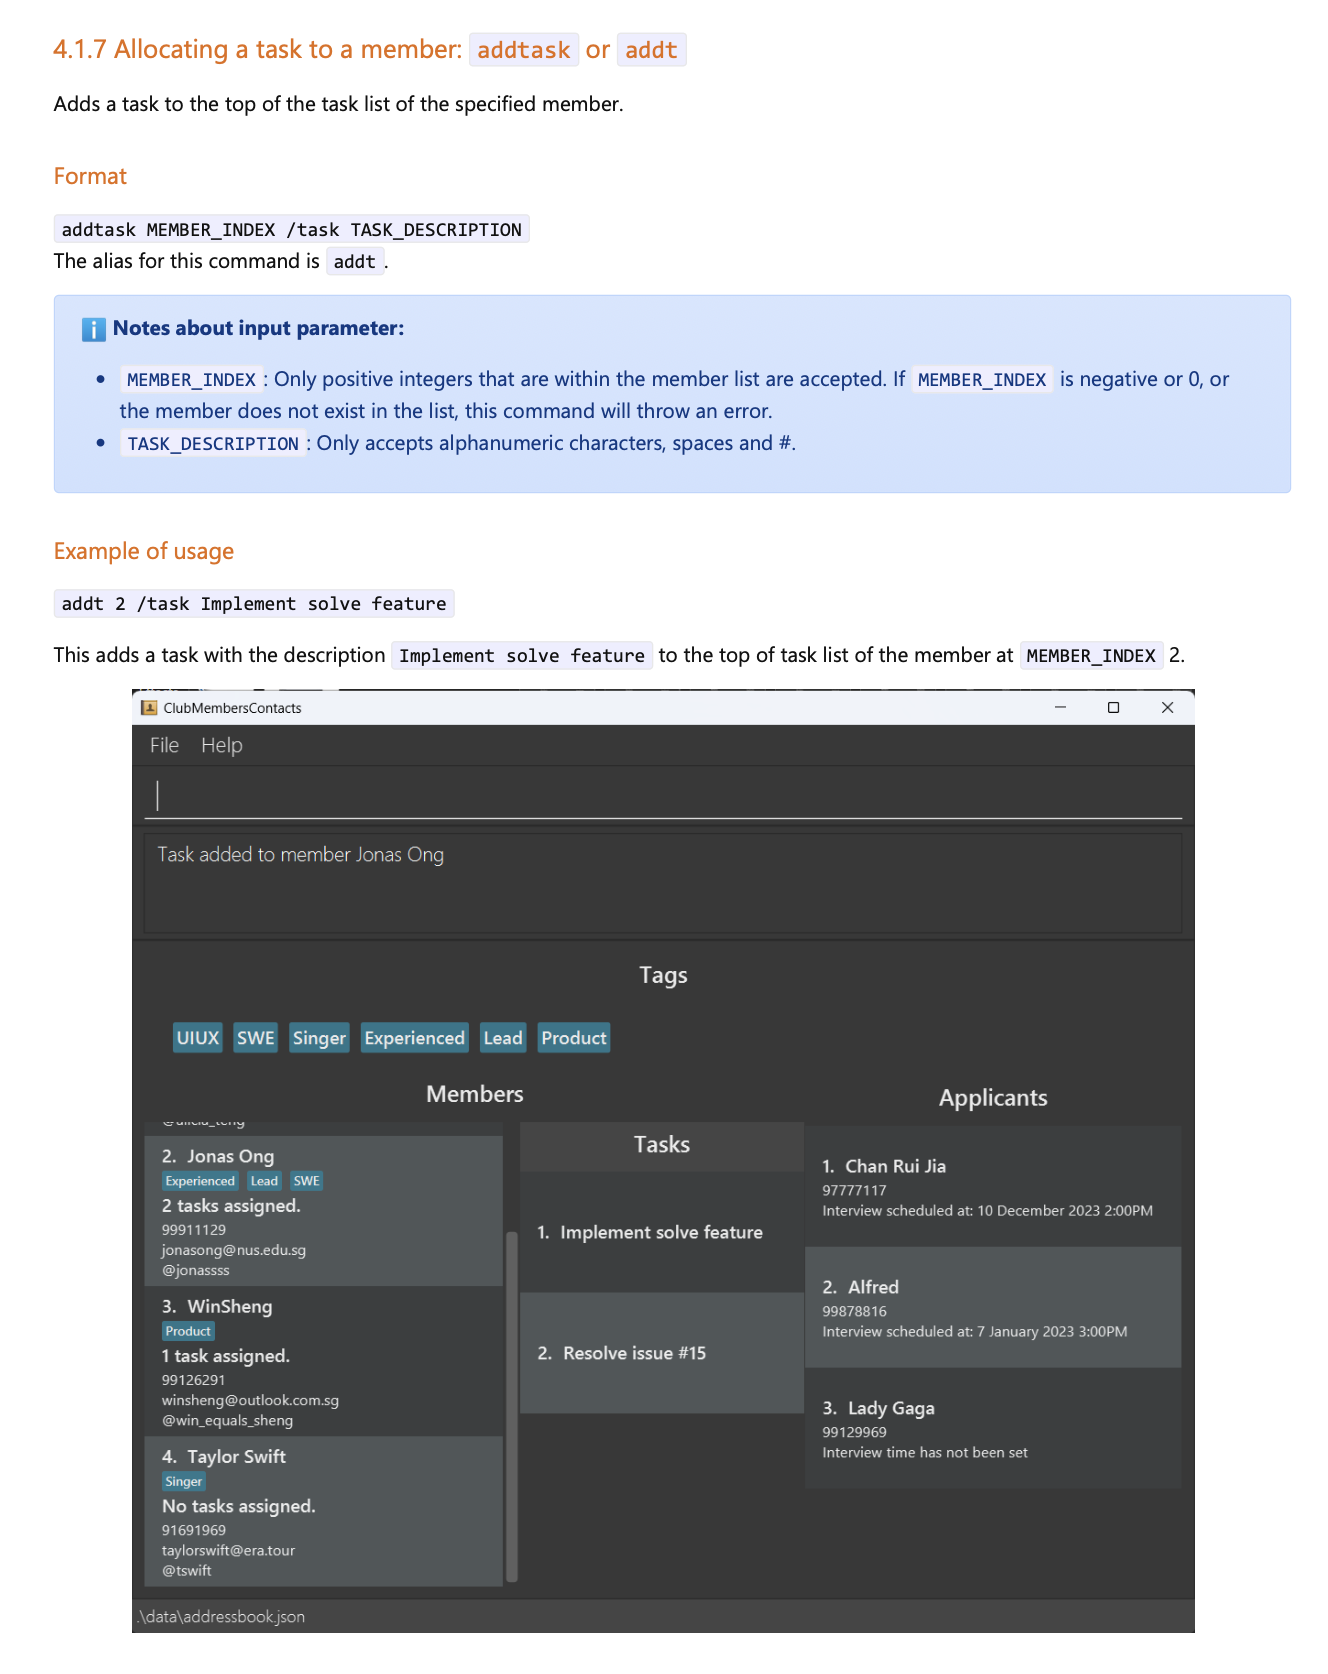 4.1.7 Allocating a task to a member: addtask or addt
Adds a task to the top of the task list of the specified member.
Format
addtask MEMBER_INDEX /task TASK_DESCRIPTION
The alias for this command is addt.
Notes about input parameter:
• MEMBER_INDEX: Only positive integers that are within the member list are accepted. If MEMBER_INDEX is negative or 0, or
the member does not exist in the list, this command will throw an error.
• TASK_DESCRIPTION: Only accepts alphanumeric characters, spaces and #.
Example of usage
addt 2 /task Implement solve feature
This adds a task with the description Implement solve feature to the top of task list of the member at MEMBER_INDEX 2.
ClubMembersContacts
File Help
Task added to member Jonas Ong
Tags
UIUX SWE Singer Experienced Lead Product
Members
@alicia_teng
2. Jonas Ong
Experienced Lead SWE
2 tasks assigned.
99911129
jonasong@nus.edu.sg
@jonassss
3. WinSheng
Product
1 task assigned.
99126291
winsheng@outlook.com.sg
@win_equals_sheng
4. Taylor Swift
Singer
No tasks assigned.
91691969
taylorswift@era.tour
@tswift
Tasks
1. Implement solve feature
2. Resolve issue #15
Applicants
1. Chan Rui Jia
97777117
Interview scheduled at: 10 December 2023 2:00PM
2. Alfred
99878816
Interview scheduled at: 7 January 2023 3:00PM
3. Lady Gaga
99129969
Interview time has not been set
.\data\addressbook.json